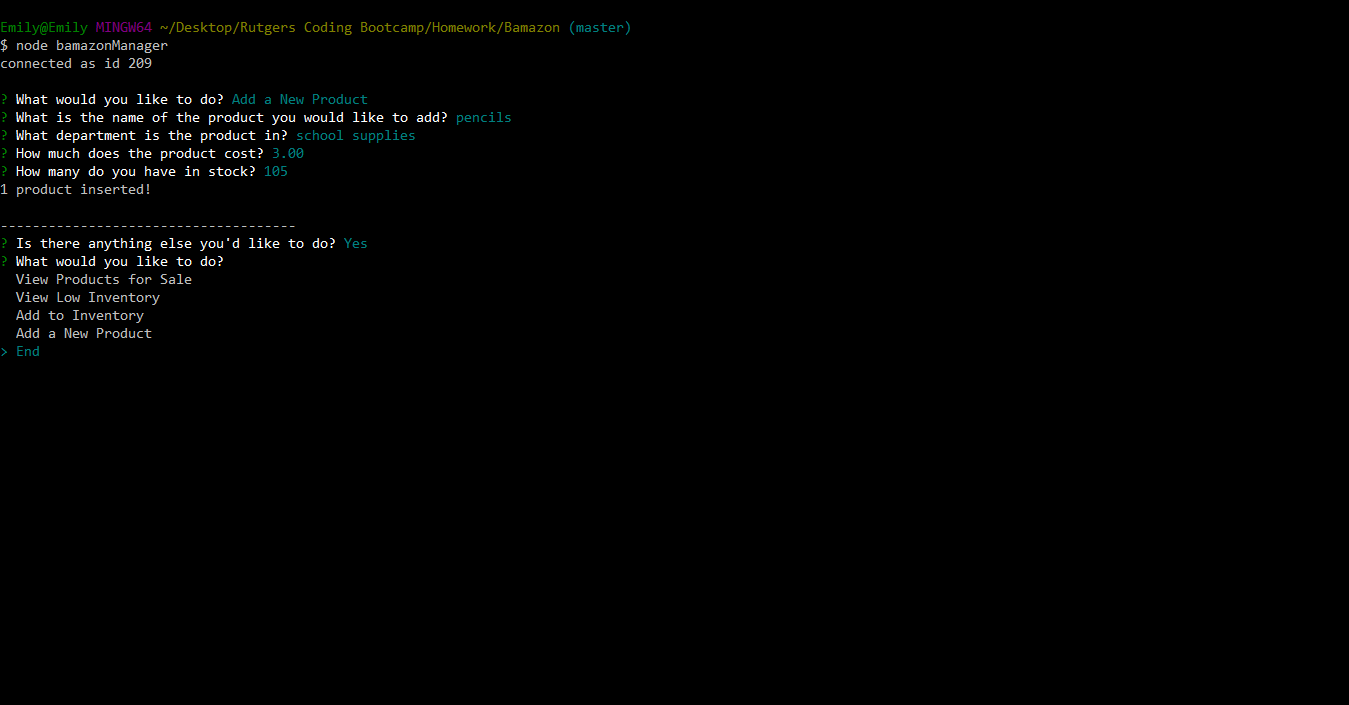 Emily@Emily MINGW64 ~/Desktop/Rutgers Coding Bootcamp/Homework/Bamazon (master)
$ node bamazonManager
connected as id 209
? What would you like to do? Add a New Product
? What is the name of the product you would like to add? pencils
? What department is the product in? school supplies
? How much does the product cost? 3.00
? How many do you have in stock? 105
1 product inserted!
-------------------------------------
? Is there anything else you'd like to do? Yes
? What would you like to do?
  View Products for Sale
  View Low Inventory
  Add to Inventory
  Add a New Product
> End